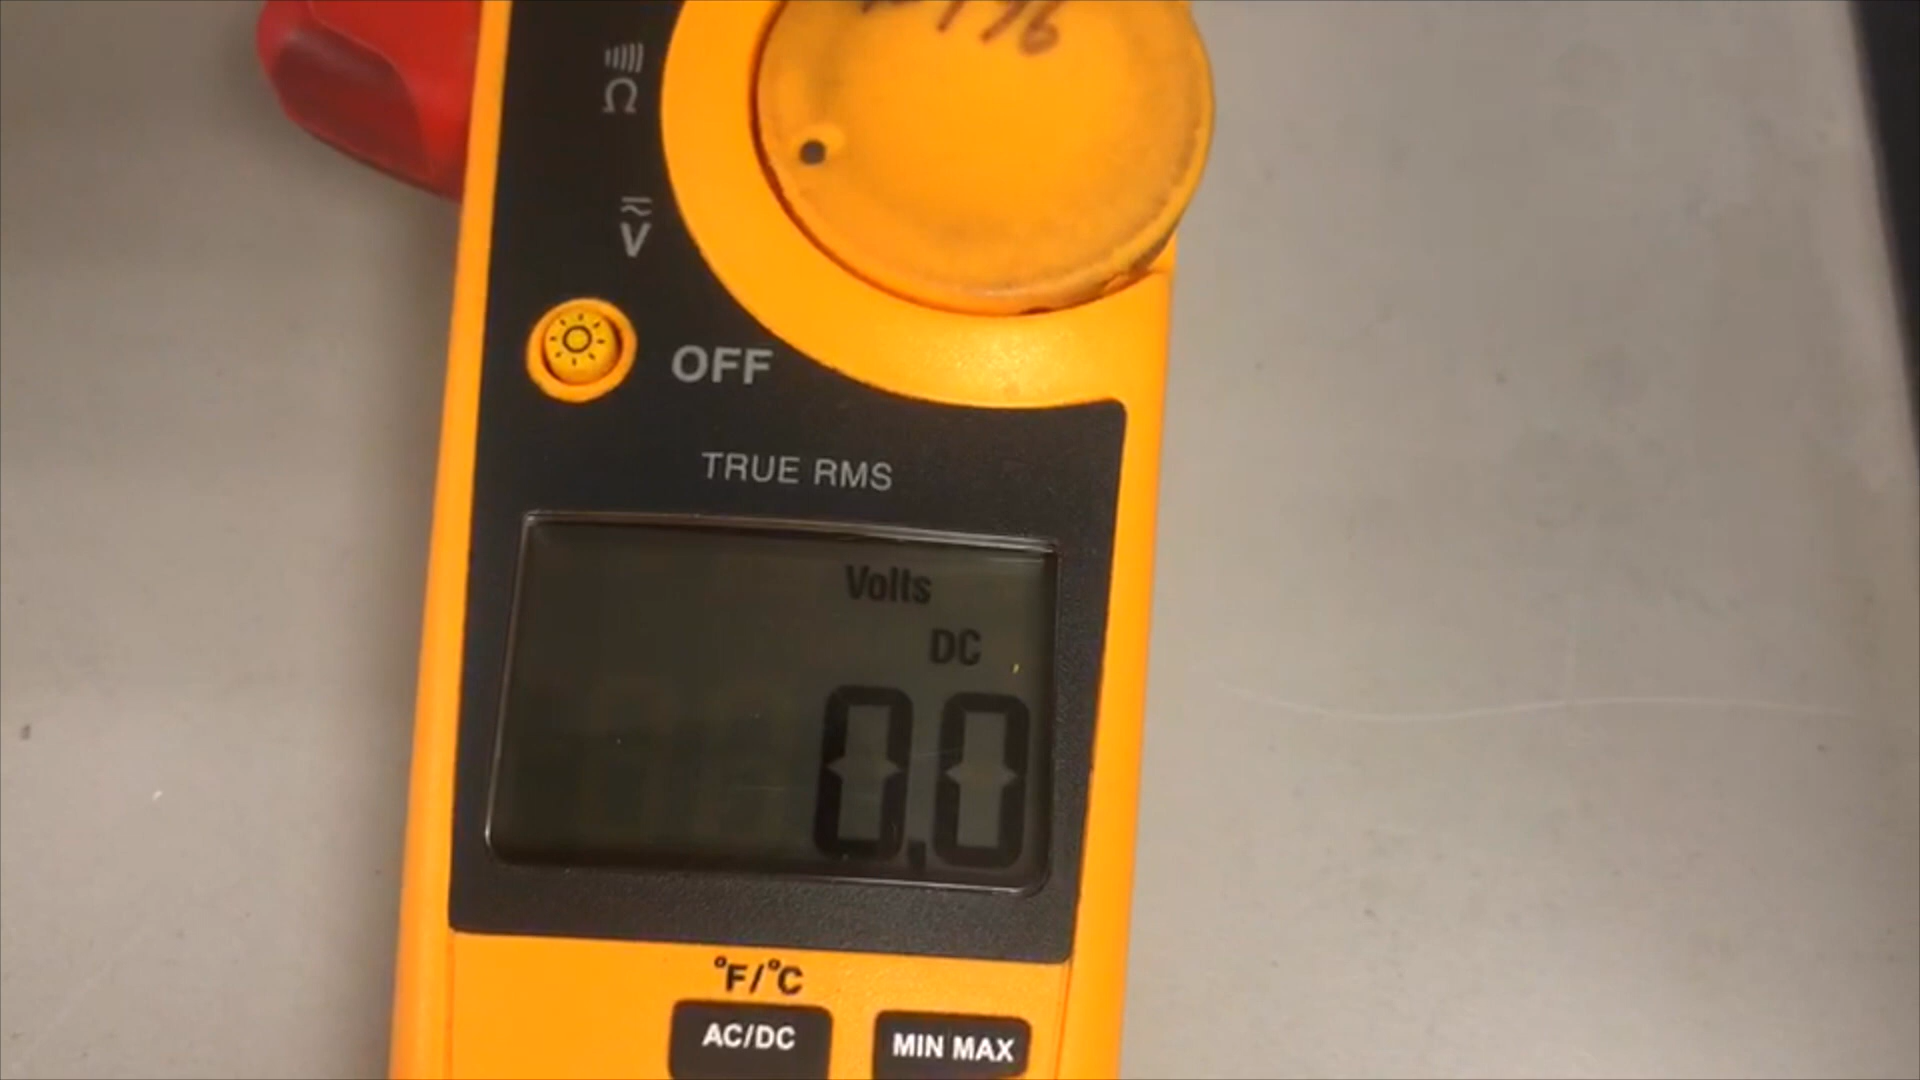 Ω
V
OFF
TRUE RMS
Volts
DC
0.0
°F/°C
AC/DC
MIN MAX